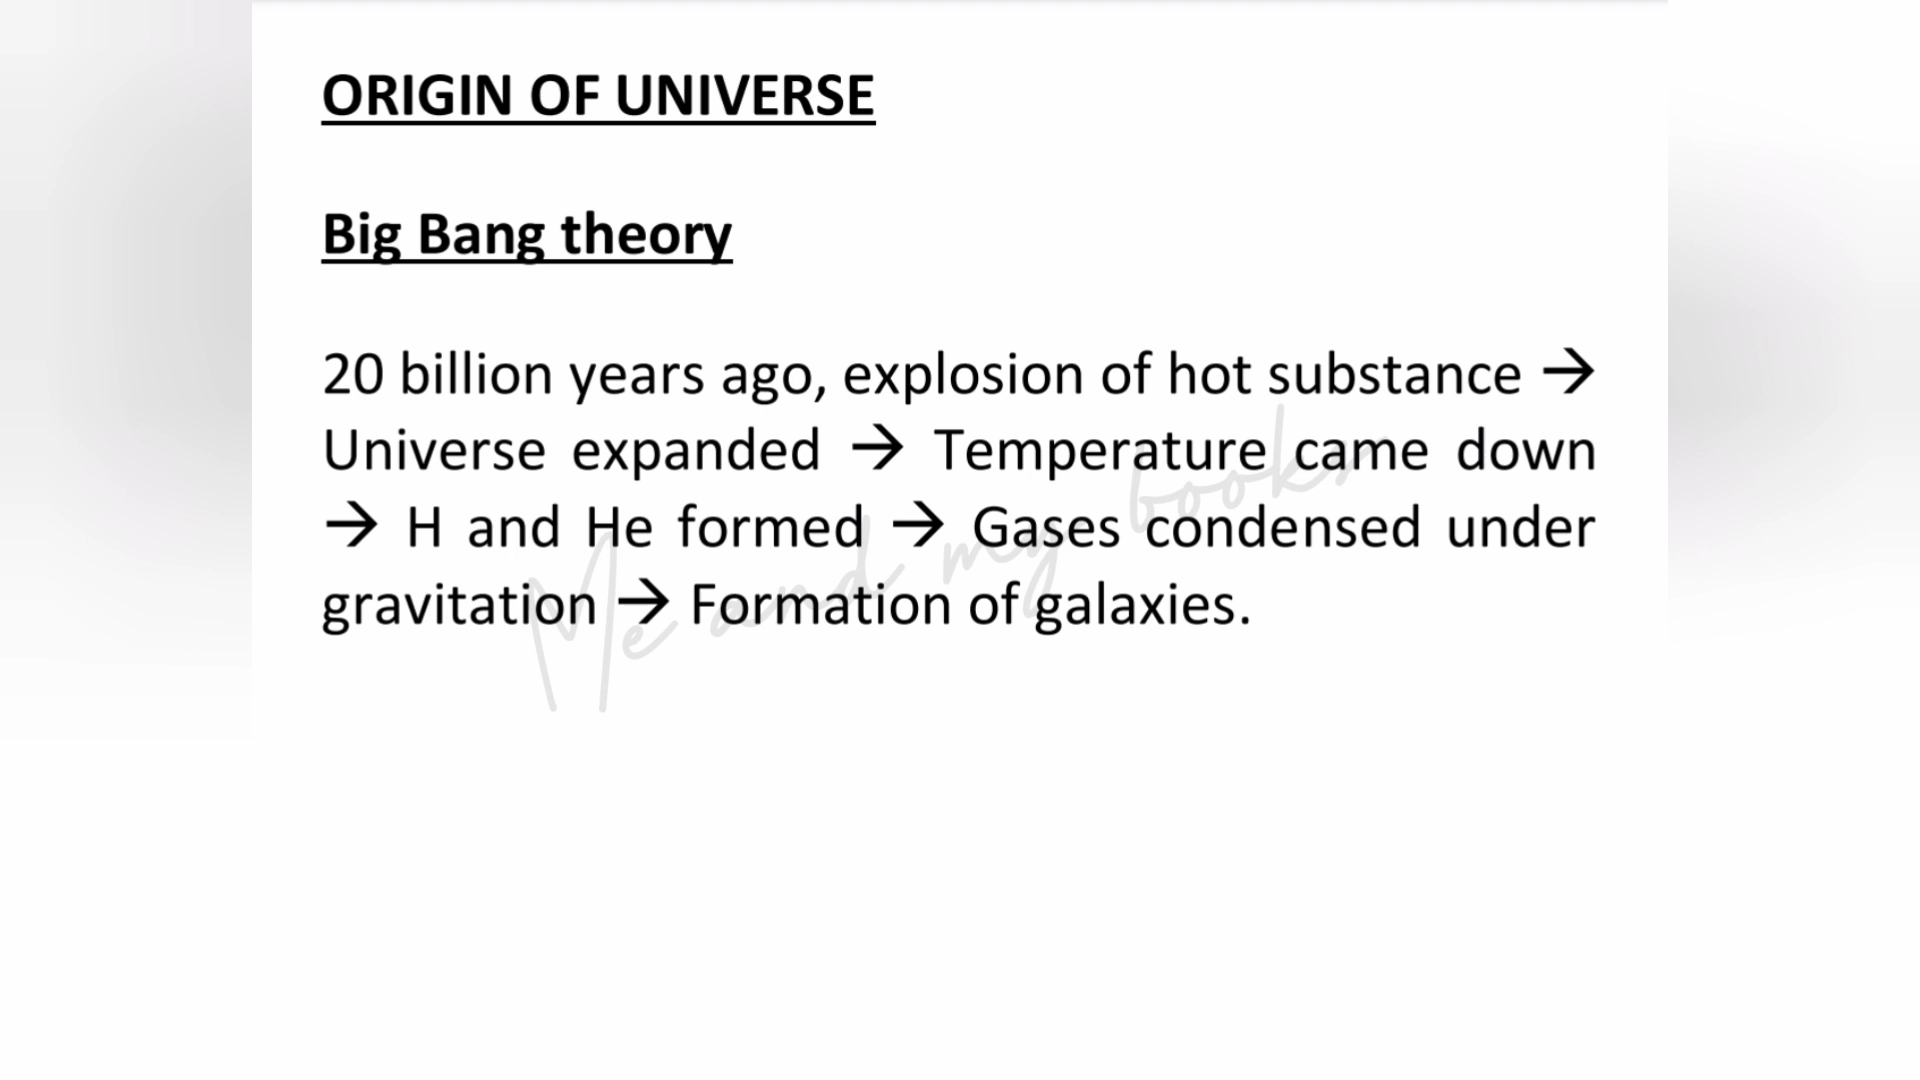 ORIGIN OF UNIVERSE
Big Bang theory
20 billion years ago, explosion of hot substance →
Universe expanded → Temperature came down
→ H and He formed → Gases condensed under
gravitation → Formation of galaxies.
Me and my books